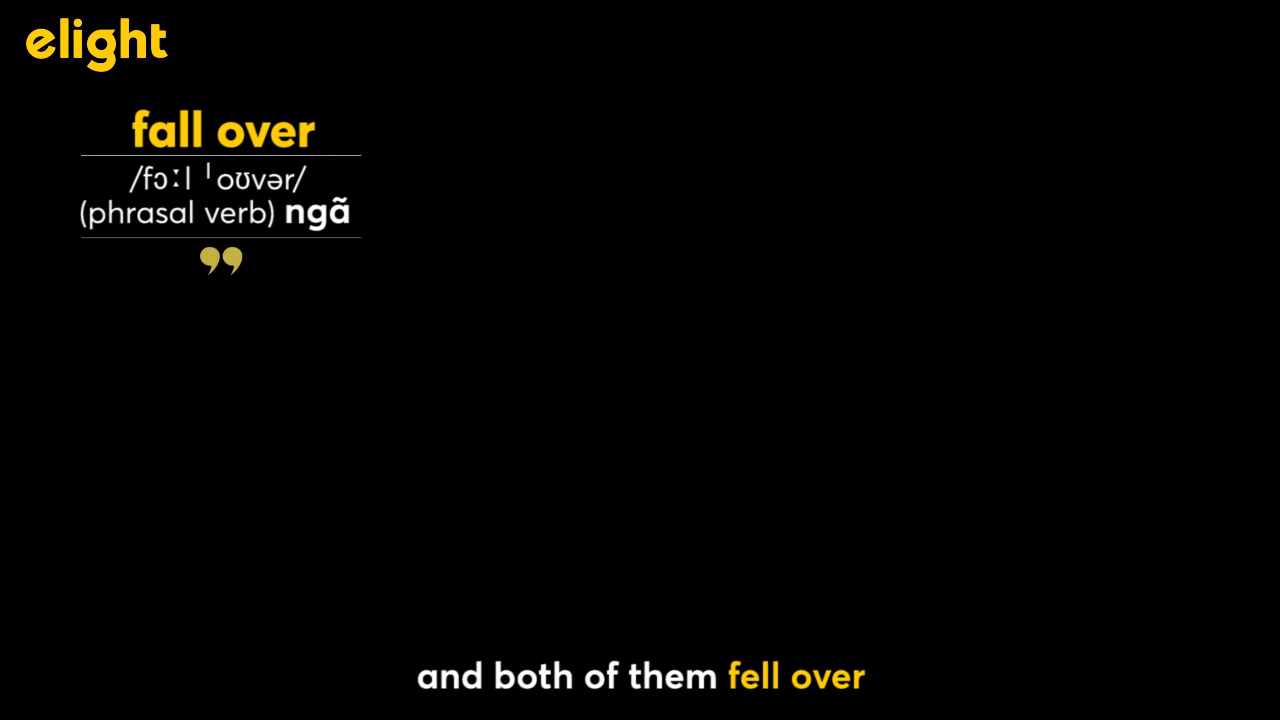 elight
fall over
/fɔːl ˈoʊvər/
(phrasal verb) ngã
and both of them fell over